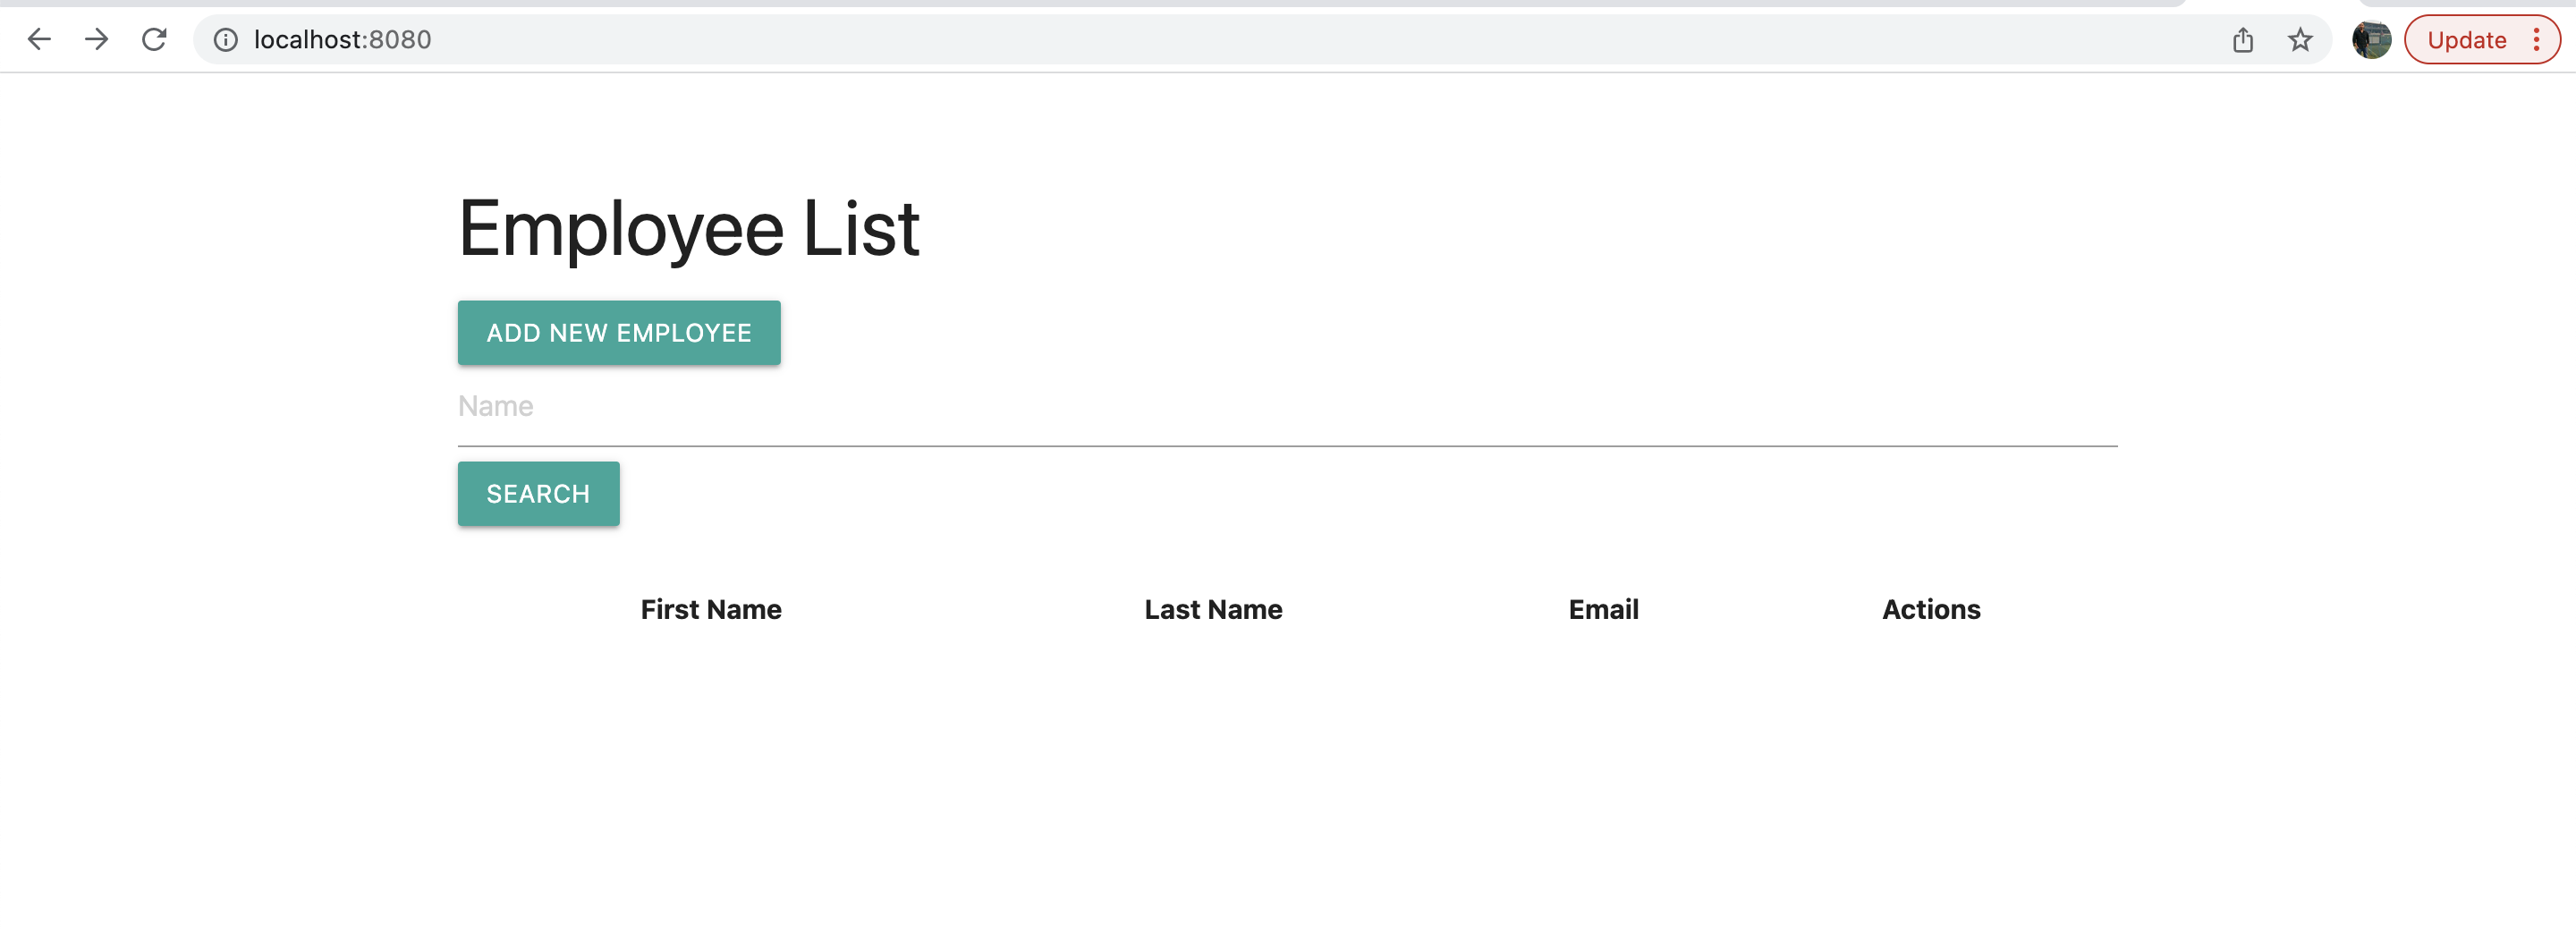 localhost:8080
Update
Employee List
ADD NEW EMPLOYEE
Name
SEARCH
First Name Last Name Email Actions